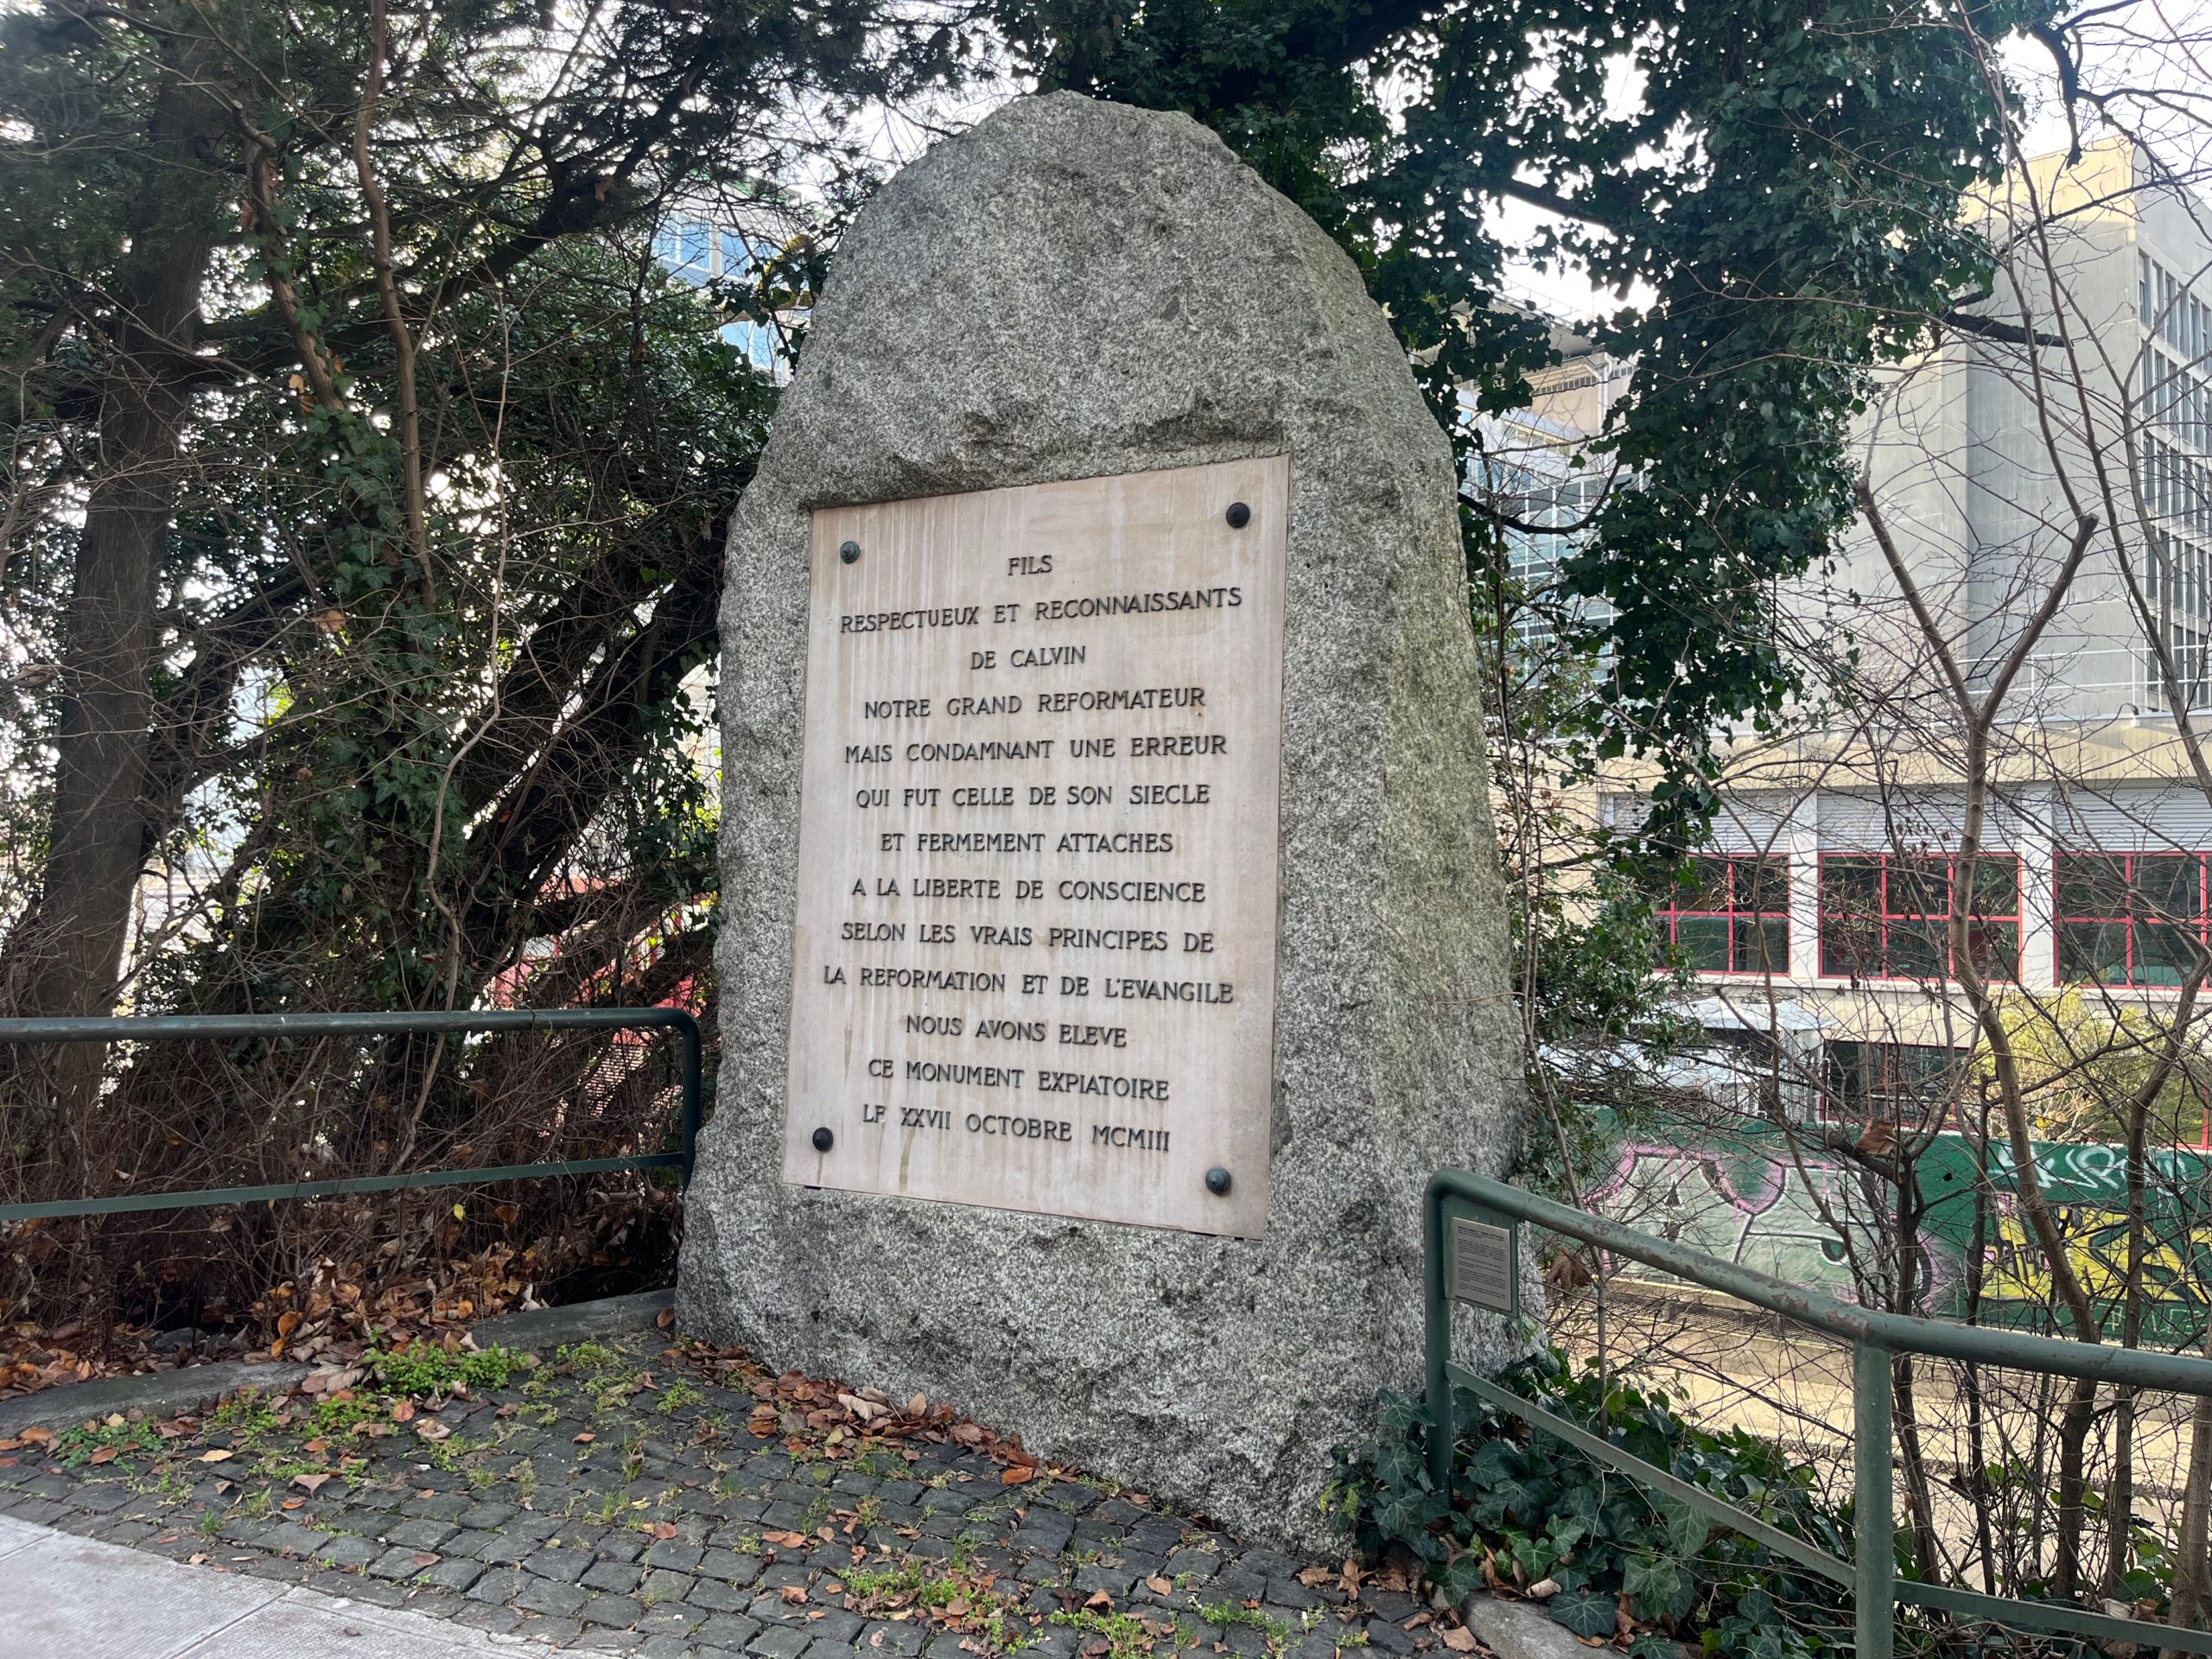 FILS
RESPECTUEUX ET RECONNAISSANTS
DE CALVIN
NOTRE GRAND REFORMATEUR
MAIS CONDAMNANT UNE ERREUR
QUI FUT CELLE DE SON SIECLE
ET FERMEMENT ATTACHES
A LA LIBERTE DE CONSCIENCE
SELON LES VRAIS PRINCIPES DE
LA REFORMATION ET DE L'EVANGILE
NOUS AVONS ELEVE
CE MONUMENT EXPIATOIRE
LE XXVII OCTOBRE MCMIII